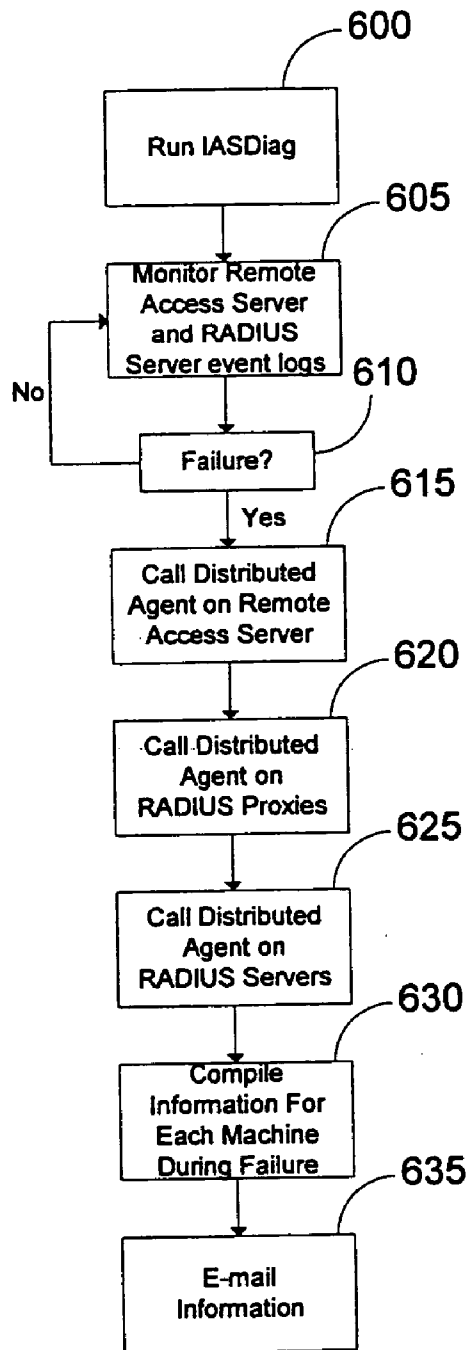 600
Run IASDiag
605
Monitor Remote
Access Server
and RADIUS
Server event logs
No
610
Failure?
615
Yes
Call Distributed
Agent on Remote
Access Server
620
Call Distributed
Agent on
RADIUS Proxies
625
Call Distributed
Agent on
RADIUS Servers
630
Compile
Information For
Each Machine
During Failure
635
E-mail
Information